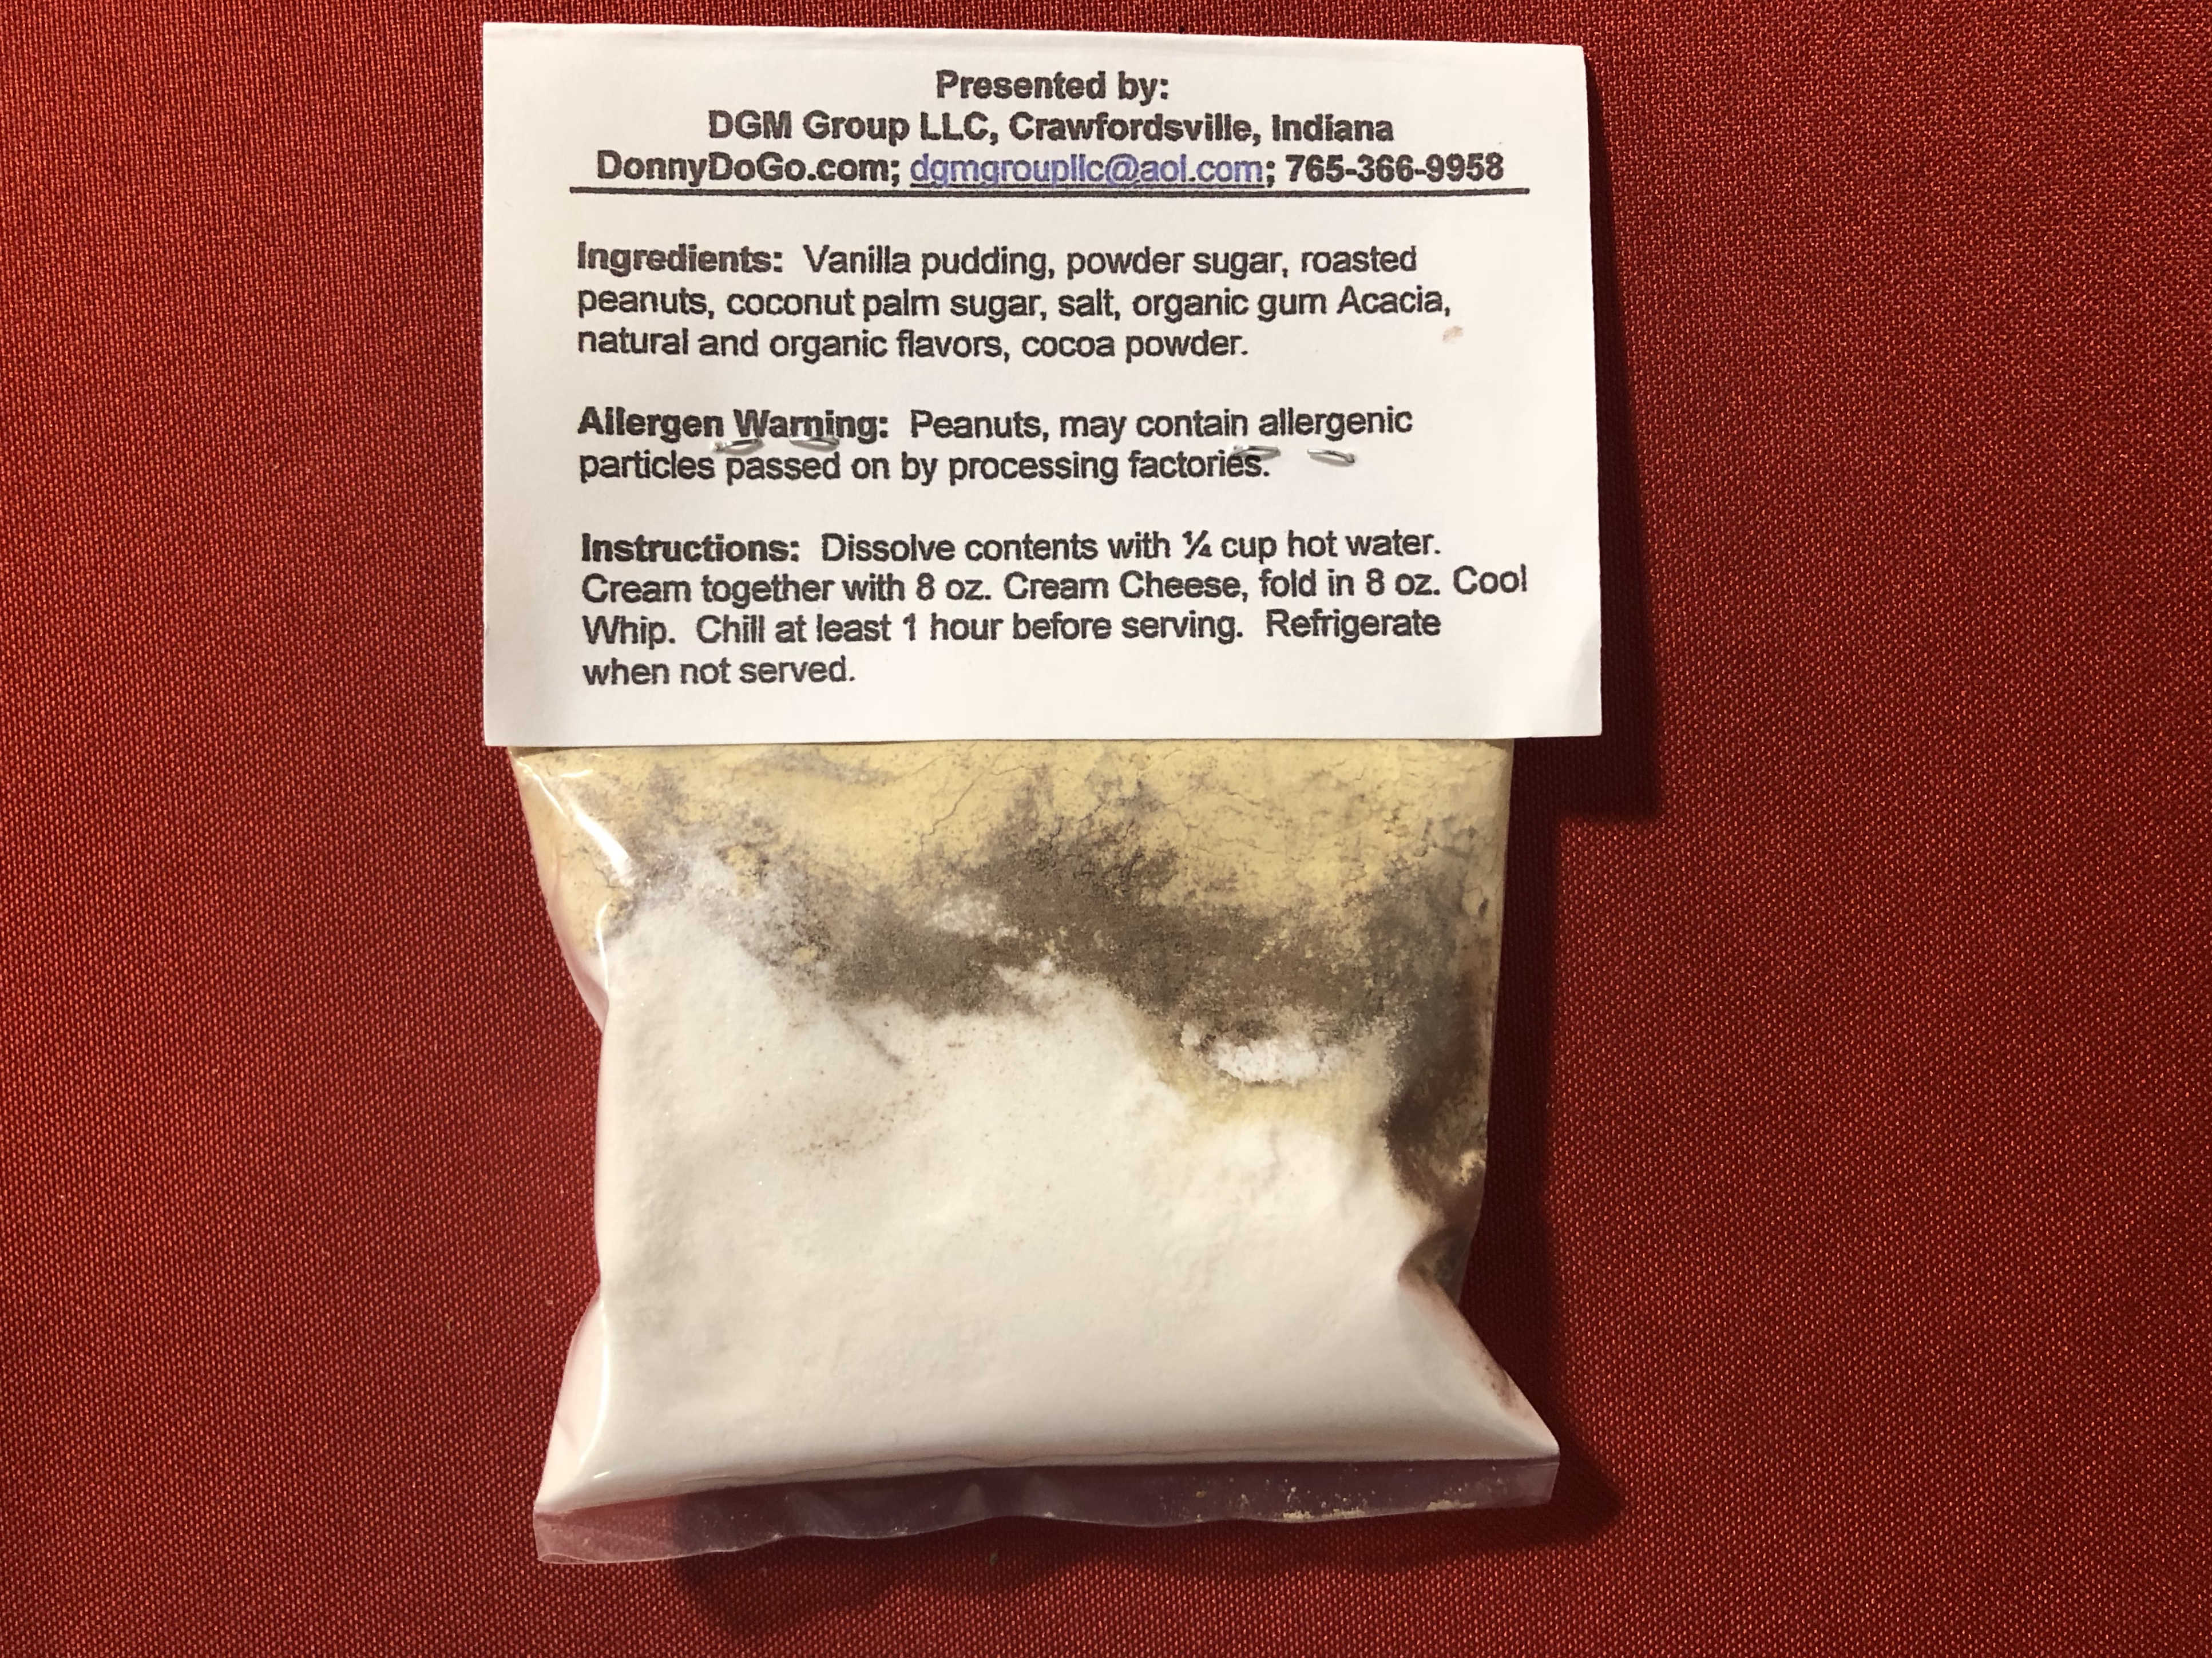 Presented by:
DGM Group LLC, Crawfordsville, Indiana
DonnyDoGo.com; dgmgroupllc@aol.com; 765-366-9958
Ingredients: Vanilla pudding, powder sugar, roasted
peanuts, coconut palm sugar, salt, organic gum Acacia,
natural and organic flavors, cocoa powder.
Allergen Warning: Peanuts, may contain allergenic
particles passed on by processing factories.
Instructions: Dissolve contents with ¼ cup hot water.
Cream together with 8 oz. Cream Cheese, fold in 8 oz. Cool
Whip. Chill at least 1 hour before serving. Refrigerate
when not served.